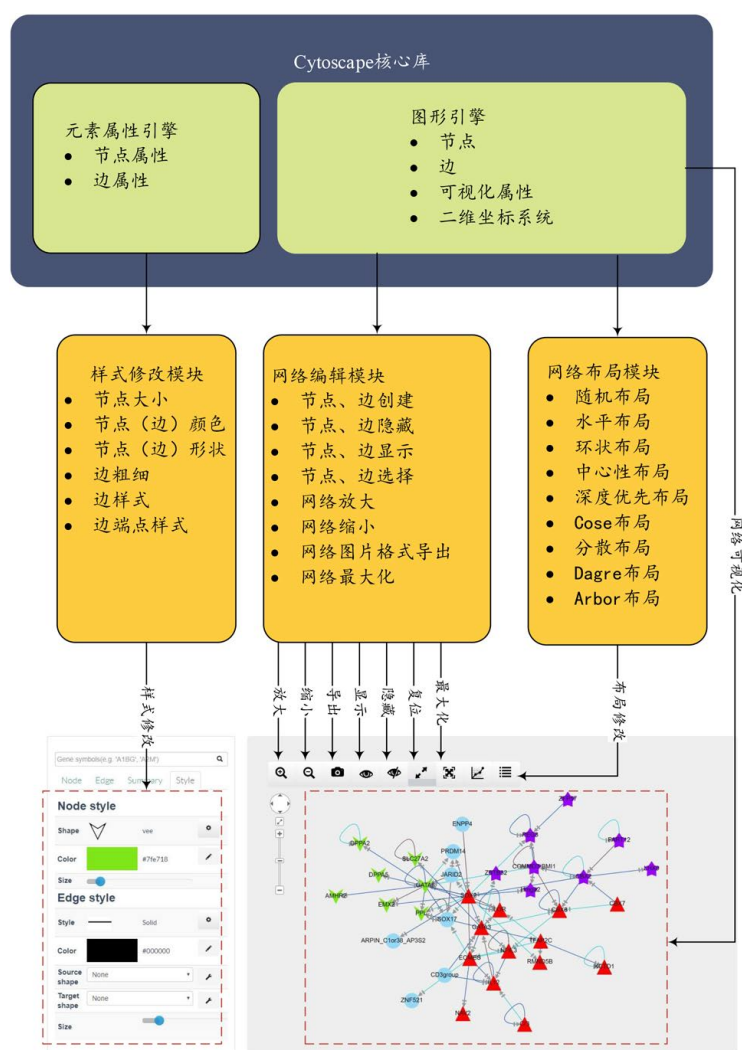 Cytoscape核心库
元素属性引擎
节点属性
边属性
图形引擎
节点
边
可视化属性
二维坐标系统
样式修改模块
节点大小
节点（边）颜色
节点（边）形状
边粗细
边样式
边端点样式
网络编辑模块
节点、边创建
节点、边隐藏
节点、边显示
节点、边选择
网络放大
网络缩小
网络图片格式导出
网络最大化
网络布局模块
随机布局
水平布局
环状布局
中心性布局
深度优先布局
Cose布局
分散布局
Dagre布局
Arbor布局
网络可视化
样式修改
放大
缩小
导出
显示
隐藏
复位
最大化
布局修改
Gene symbols(e.g. 'A1BG', 'A2M')
Node Edge Summary Style
Node style
Shape vee
Color #7fe718
Size
Edge style
Style Solid
Color #000000
Source shape None
Target shape None
Size
ENPP4
DPPA2
SLC27A2
PRDM14
JARID2
DPPA5
GATA6
AMHR2
EMX2
ARPIN_C1orf38_AP3S2
CD3group
ZNF521
RMND5B